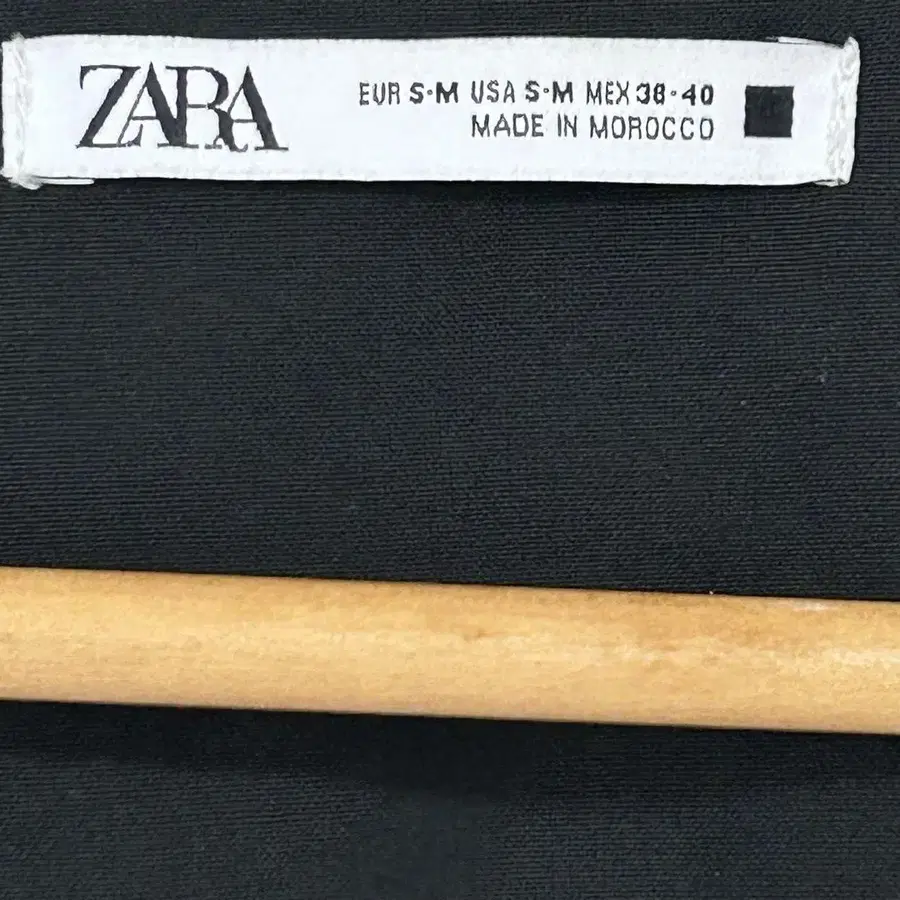 ZARA
EUR S·M USA S·M MEX 38·40
MADE IN MOROCCO